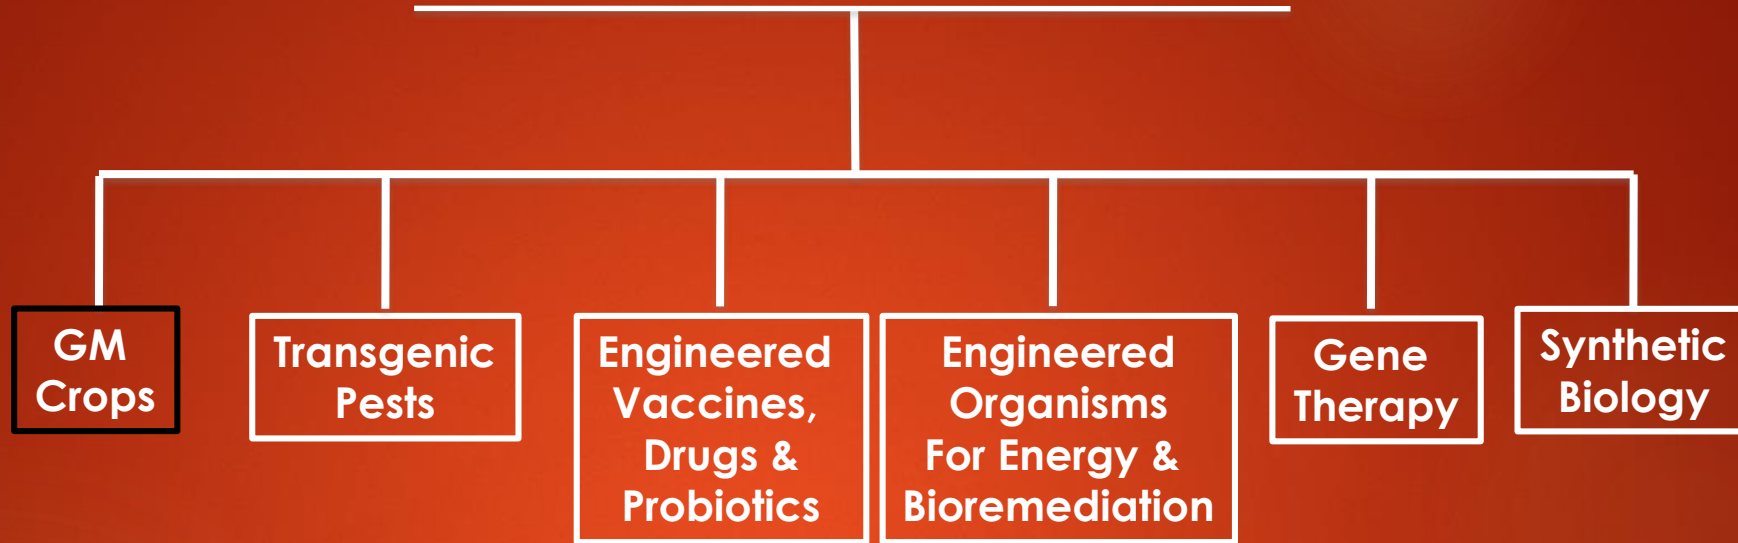 GM
Crops
Transgenic
Pests
Engineered
Vaccines,
Drugs &
Probiotics
Engineered
Organisms
For Energy &
Bioremediation
Gene
Therapy
Synthetic
Biology